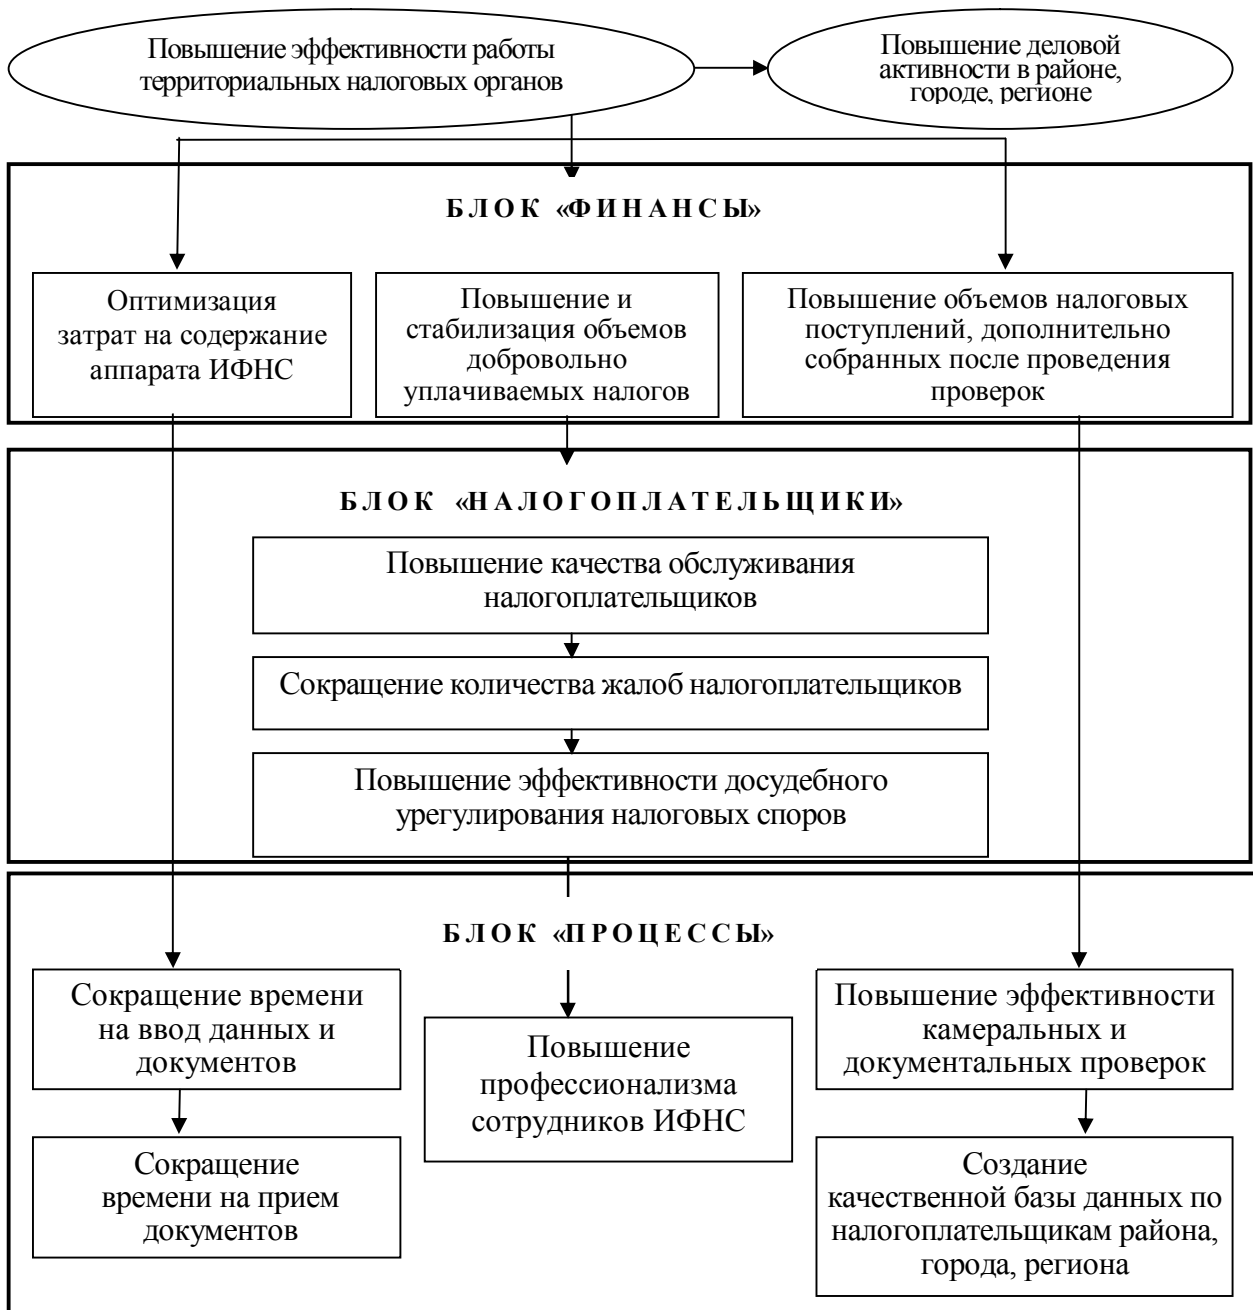 Повышение эффективности работы
территориальных налоговых органов
Повышение деловой
активности в районе,
городе, регионе
БЛОК «ФИНАНСЫ»
Оптимизация
затрат на содержание
аппарата ИФНС
Повышение и
стабилизация объемов
добровольно
уплачиваемых налогов
Повышение объемов налоговых
поступлений, дополнительно
собранных после проведения
проверок
БЛОК «НАЛОГОПЛАТЕЛЬЩИКИ»
Повышение качества обслуживания
налогоплательщиков
Сокращение количества жалоб налогоплательщиков
Повышение эффективности досудебного
урегулирования налоговых споров
БЛОК «ПРОЦЕССЫ»
Сокращение времени
на ввод данных и
документов
Сокращение
времени на прием
документов
Повышение
профессионализма
сотрудников ИФНС
Повышение эффективности
камеральных и
документальных проверок
Создание
качественной базы данных по
налогоплательщикам района,
города, региона